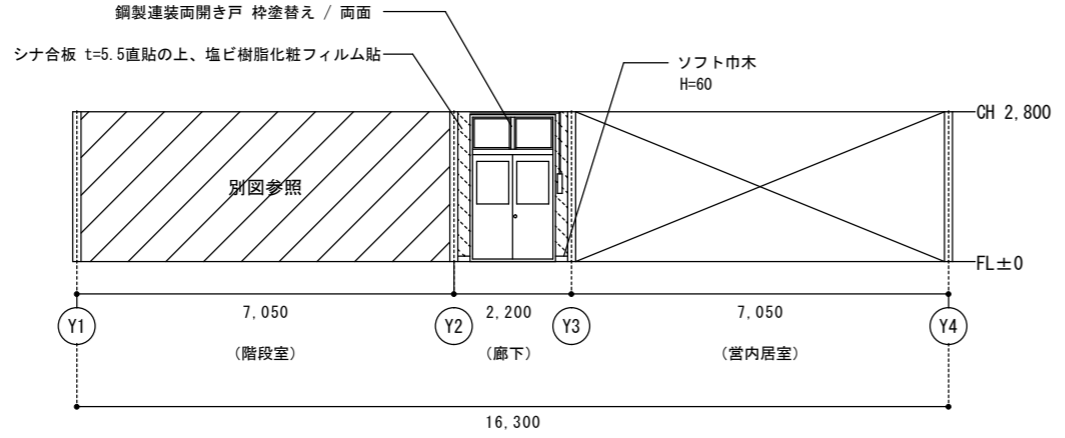 鋼製連装両開き戸 枠塗替え / 両面
シナ合板 t=5.5直貼の上、塩ビ樹脂化粧フィルム貼
ソフト巾木
H=60
CH 2,800
別図参照
FL±0
7,050
2,200
7,050
Y1
Y2
Y3
Y4
(階段室)
(廊下)
(営内居室)
16,300